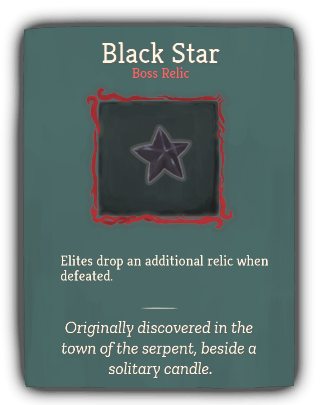 Black Star
Boss Relic
Elites drop an additional relic when
defeated.
Originally discovered in the
town of the serpent, beside a
solitary candle.